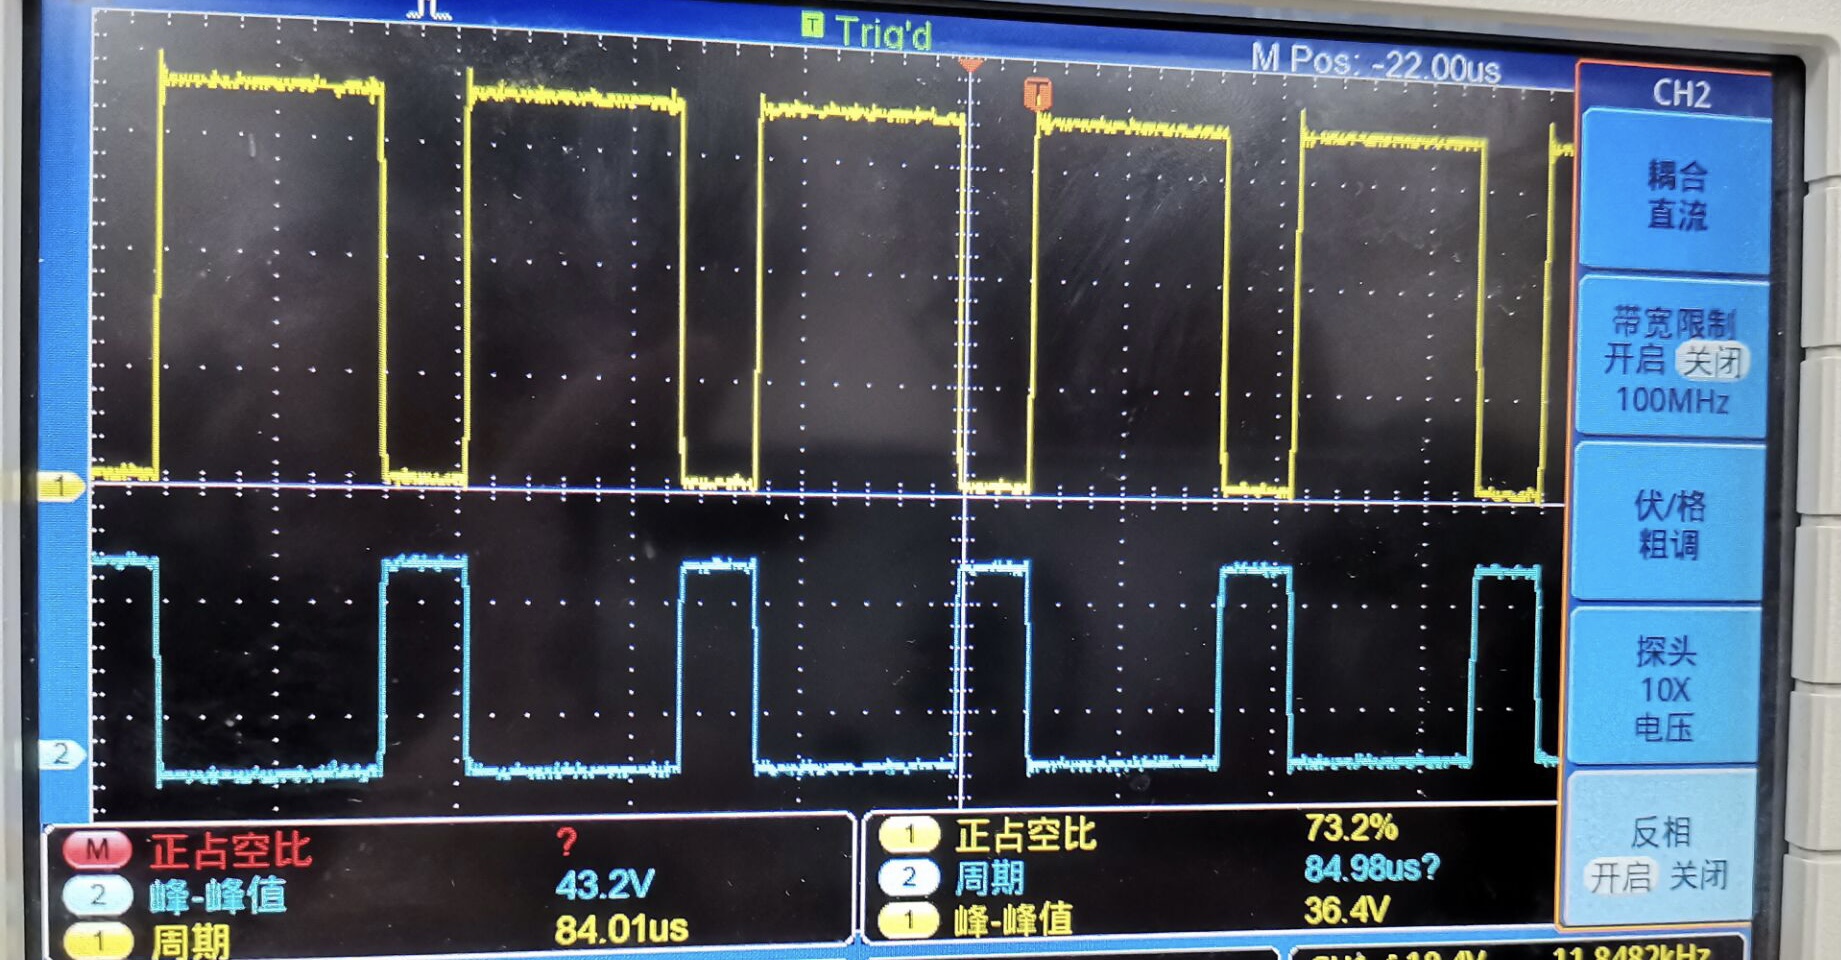 T Trig'd
M Pos: -22.00us
CH2
T
耦合
直流
带宽限制
开启 关闭
100MHz
1
伏/格
粗调
探头
10X
电压
2
反相
开启 关闭
M 正占空比 ?
2 峰-峰值 43.2V
1 周期 84.01us
1 正占空比 73.2%
2 周期 84.98us?
1 峰-峰值 36.4V
11.8482kHz